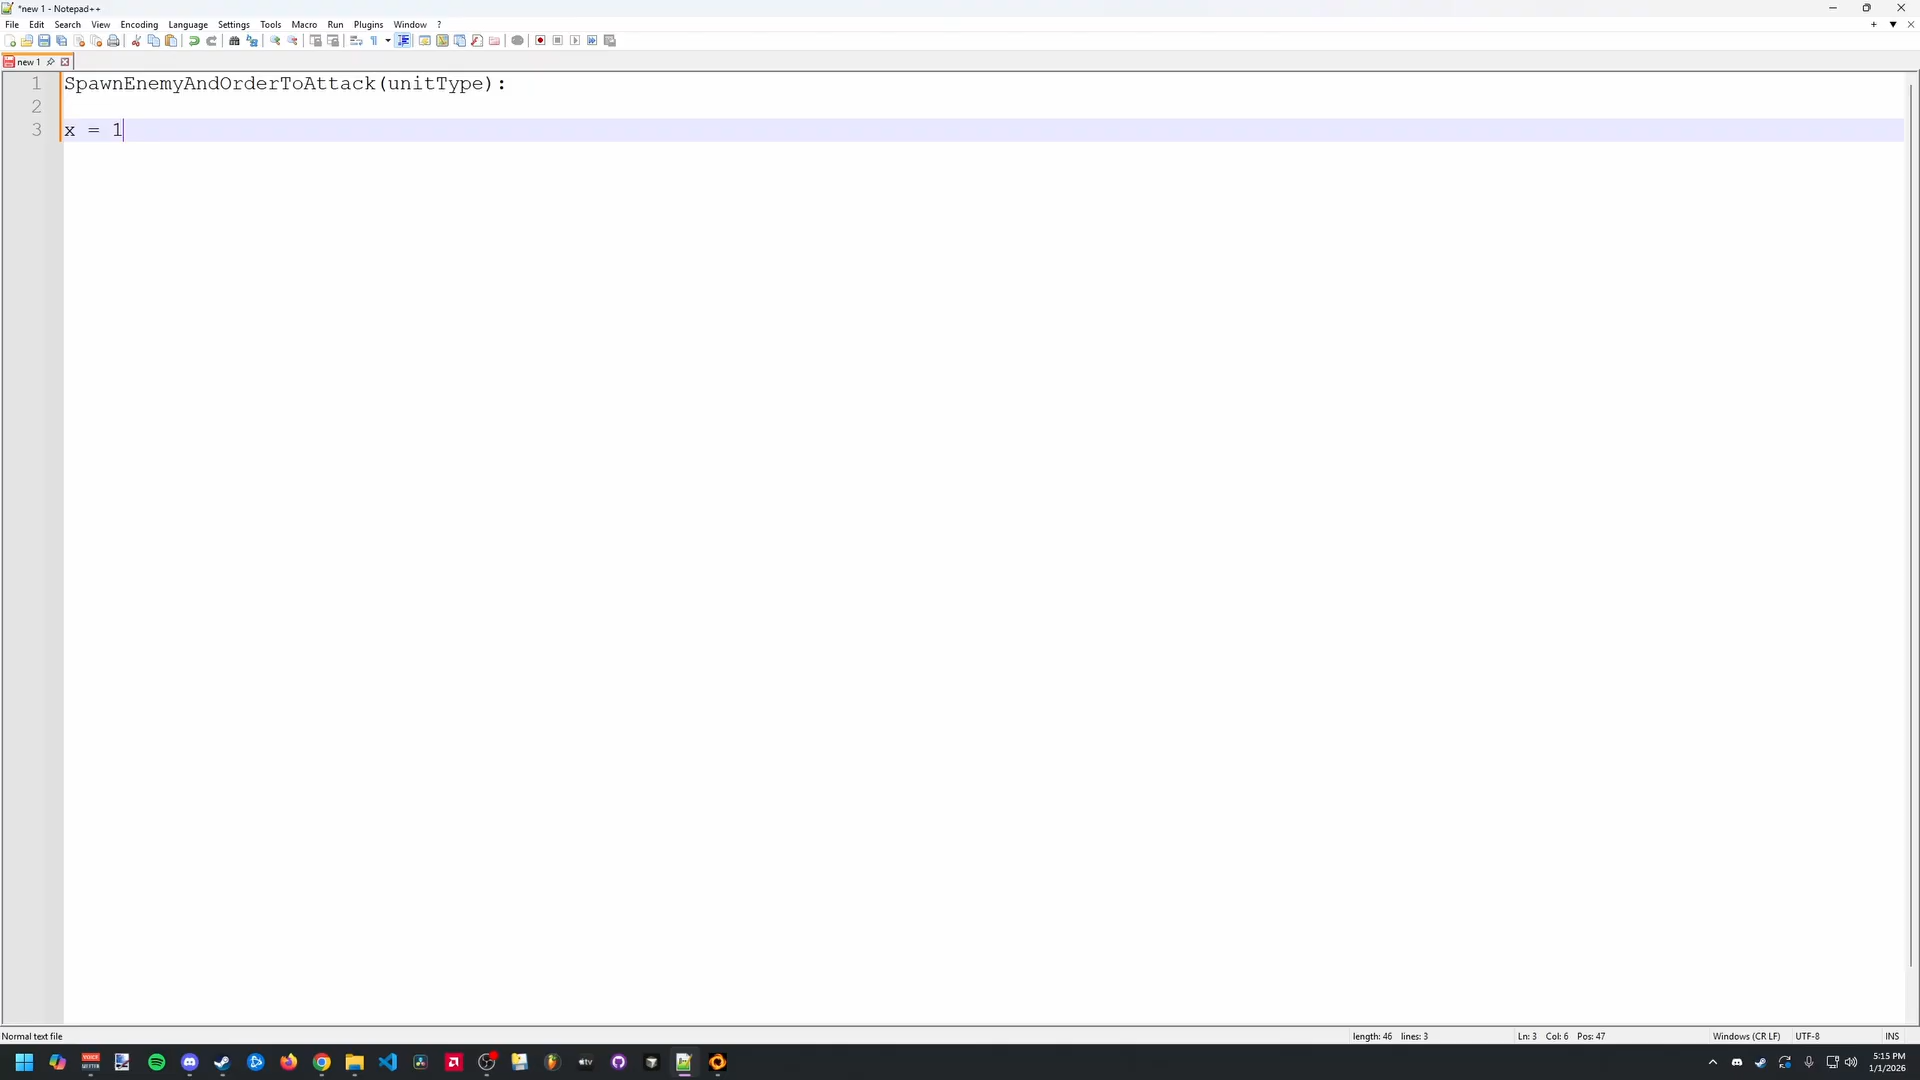 *new 1 - Notepad++
File Edit Search View Encoding Language Settings Tools Macro Run Plugins Window ?
new 1
1 SpawnEnemyAndOrderToAttack(unitType):
2
3 x = 1
Normal text file length: 46 lines: 3 Ln: 3 Col: 6 Pos: 47 Windows (CR LF) UTF-8 INS
5:15 PM
1/1/2026